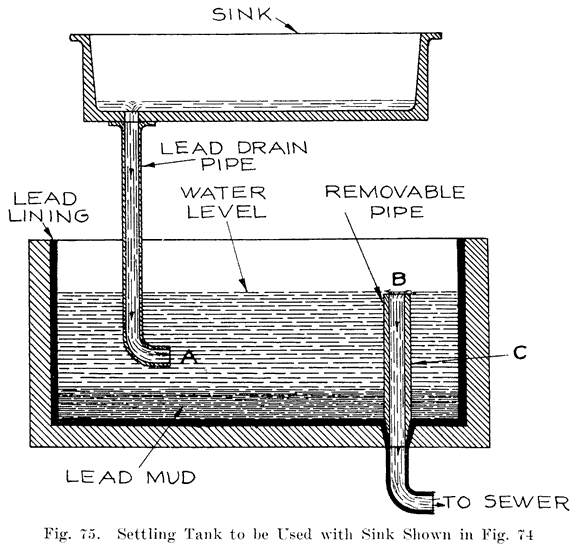 SINK
LEAD DRAIN
PIPE
LEAD
LINING
WATER
LEVEL
REMOVABLE
PIPE
B
A
C
LEAD MUD
TO SEWER
Fig. 75. Settling Tank to be Used with Sink Shown in Fig. 74